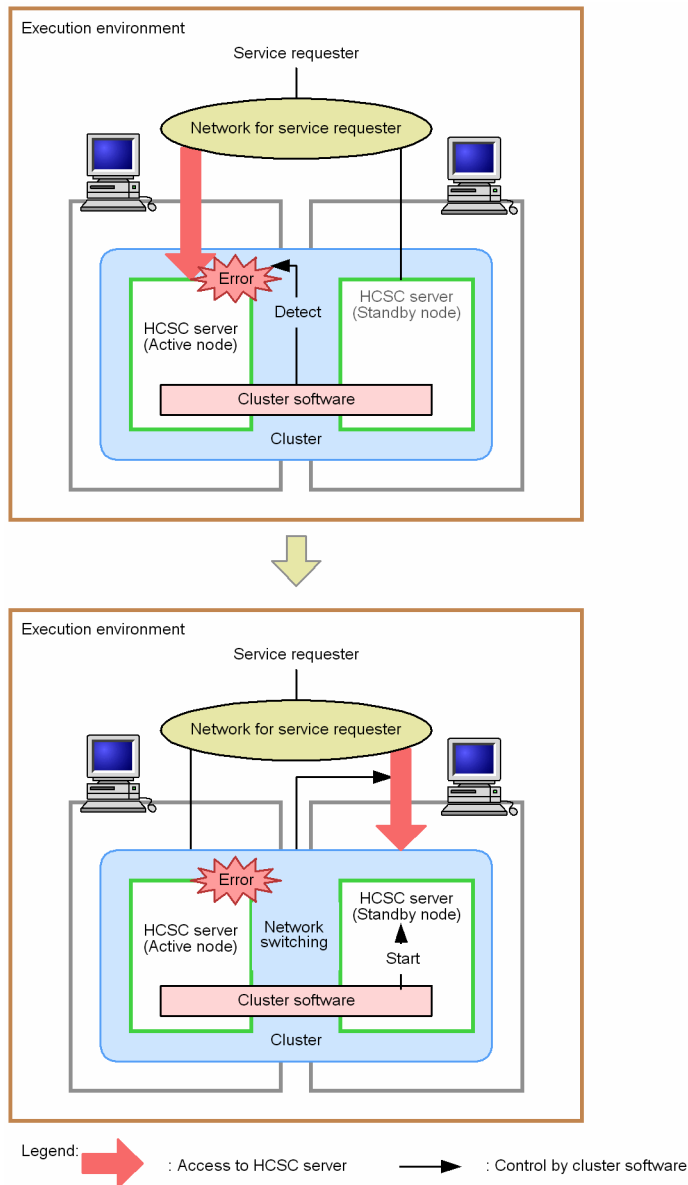 Execution environment
Service requester
Network for service requester
Error
HCSC server
(Active node)
Detect
HCSC server
(Standby node)
Cluster software
Cluster
Execution environment
Service requester
Network for service requester
Error
HCSC server
(Active node)
Network
switching
HCSC server
(Standby node)
Start
Cluster software
Cluster
Legend:
: Access to HCSC server
: Control by cluster software